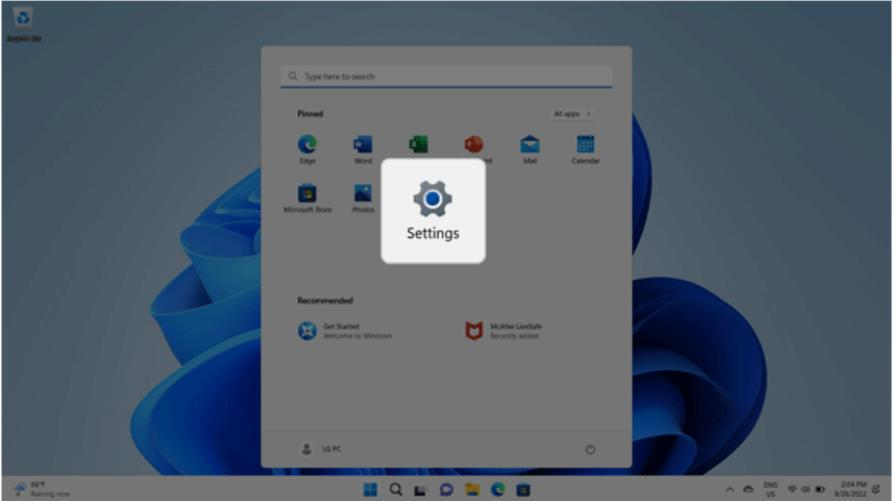 Type here to search
Pinned
All apps >
Edge
Word
Mail
Calendar
Microsoft Store
Photos
Settings
Recommended
Get Started
Welcome to Windows
McAfee LiveSafe
Recently added
LG PC
66°F
Raining now
ENG
US
2:04 PM
8/26/2022